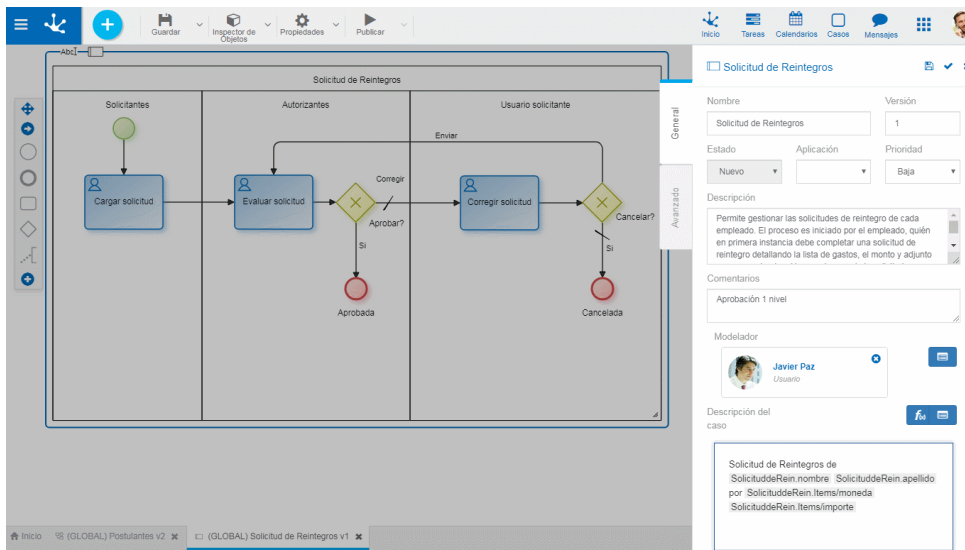 Guardar
Inspector de
Objetos
Propiedades
Publicar
Inicio
Tareas
Calendarios
Casos
Mensajes
Abc
Solicitud de Reintegros
Solicitantes
Autorizantes
Usuario solicitante
Enviar
Cargar solicitud
Evaluar solicitud
Corregir
Aprobar?
Si
Corregir solicitud
Cancelar?
Si
Aprobada
Cancelada
General
Avanzado
Solicitud de Reintegros
Nombre
Versión
Solicitud de Reintegros
1
Estado
Aplicación
Prioridad
Nuevo
Baja
Descripción
Permite gestionar las solicitudes de reintegro de cada
empleado. El proceso es iniciado por el empleado, quién
en primera instancia debe completar una solicitud de
reintegro detallando la lista de gastos, el monto y adjunto
Comentarios
Aprobación 1 nivel
Modelador
Javier Paz
Usuario
Descripción del
caso
f(x)
Solicitud de Reintegros de
SolicituddeRein.nombre SolicituddeRein.apellido
por SolicituddeRein.Items/moneda
SolicituddeRein.Items/importe
Inicio
(GLOBAL) Postulantes v2
(GLOBAL) Solicitud de Reintegros v1